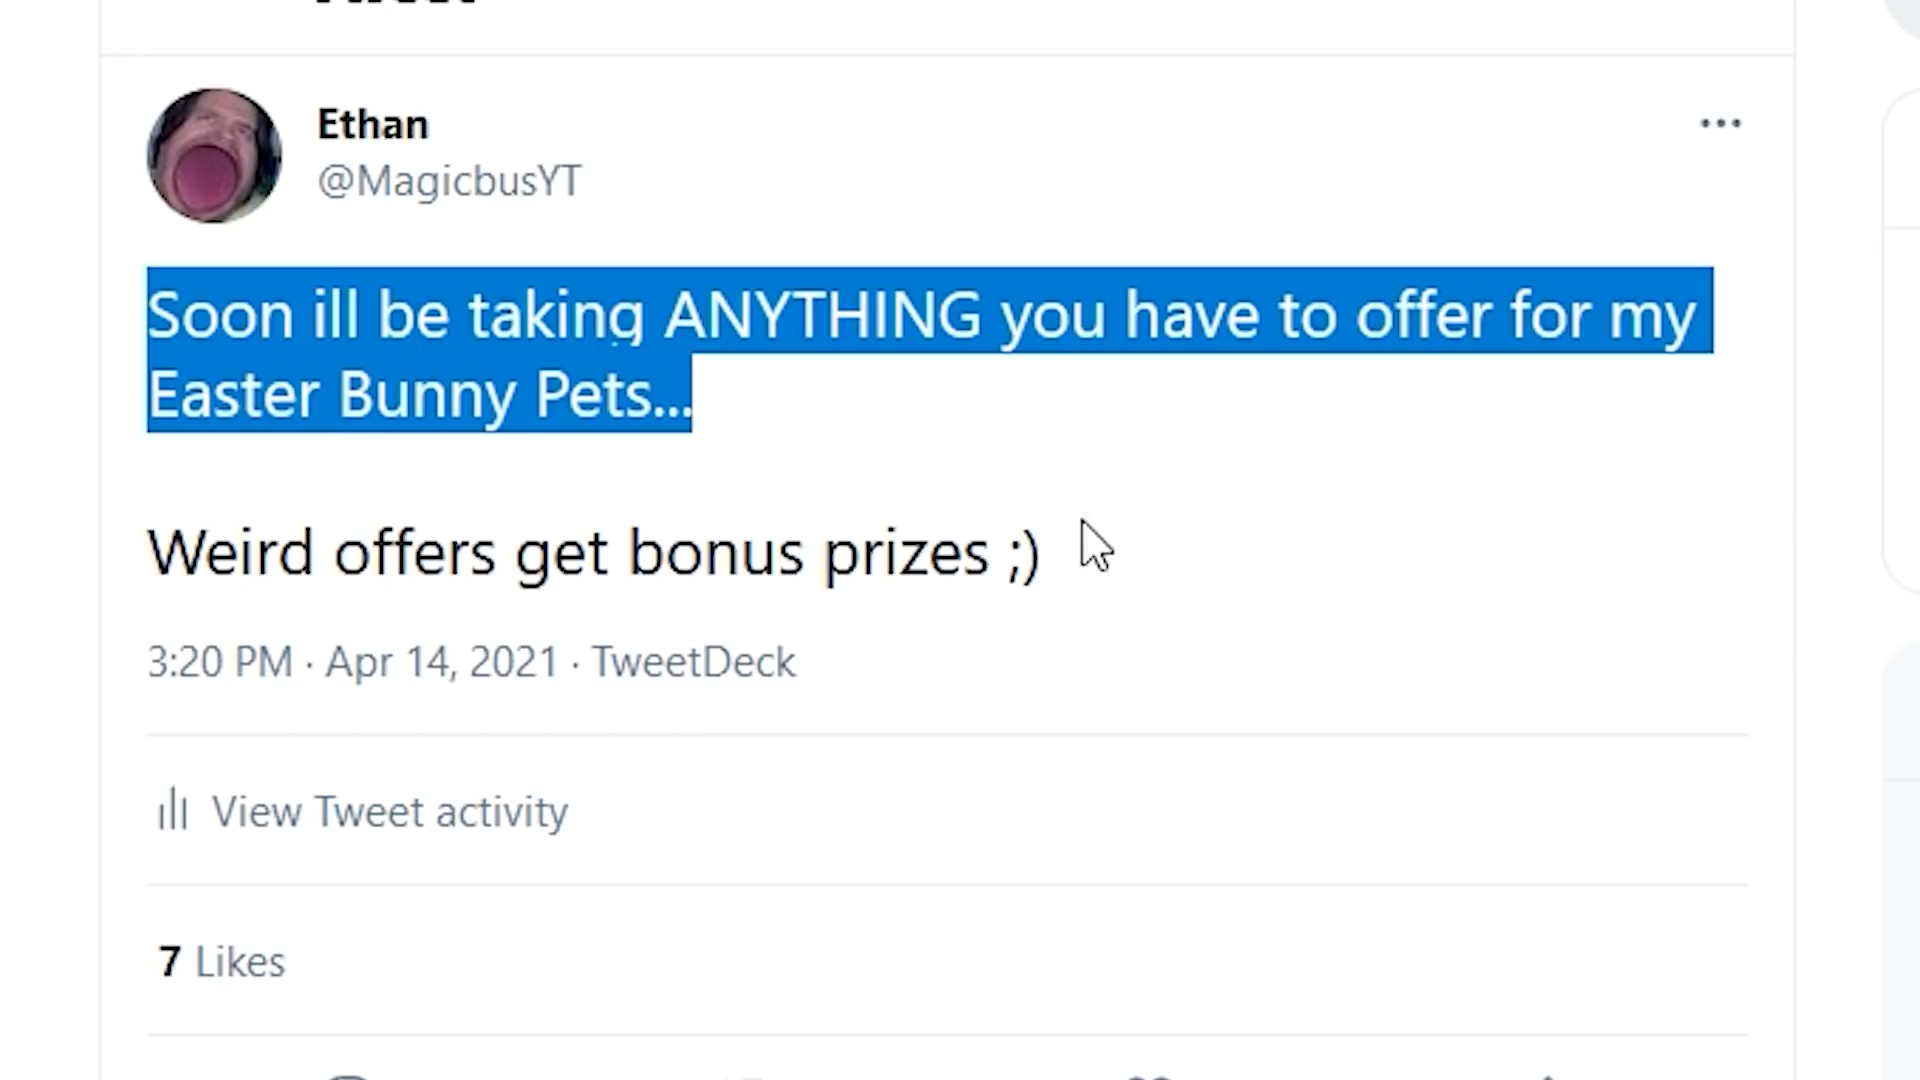 Ethan
@MagicbusYT
Soon ill be taking ANYTHING you have to offer for my
Easter Bunny Pets...
Weird offers get bonus prizes ;)
3:20 PM · Apr 14, 2021 · TweetDeck
View Tweet activity
7 Likes